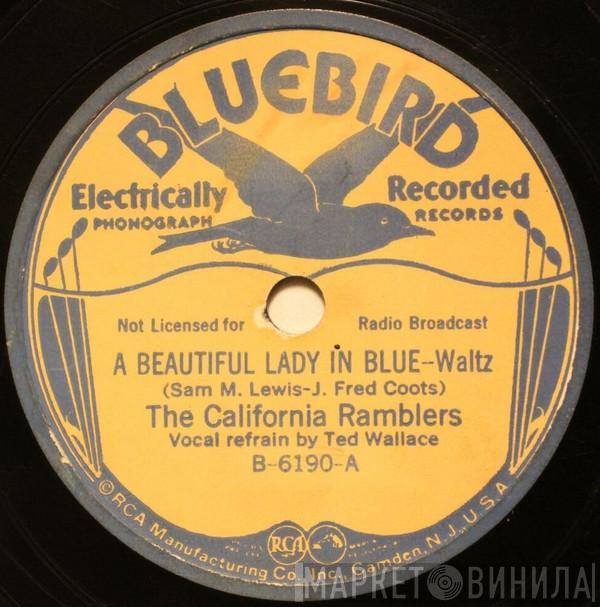 BLUEBIRD
Electrically Recorded
PHONOGRAPH RECORDS
Not Licensed for Radio Broadcast
A BEAUTIFUL LADY IN BLUE--Waltz
(Sam M. Lewis-J. Fred Coots)
The California Ramblers
Vocal refrain by Ted Wallace
B-6190-A
RCA
©RCA Manufacturing Co., Inc., Camden, N.J., U.S.A.
МАРКЕТ ВИНИЛА